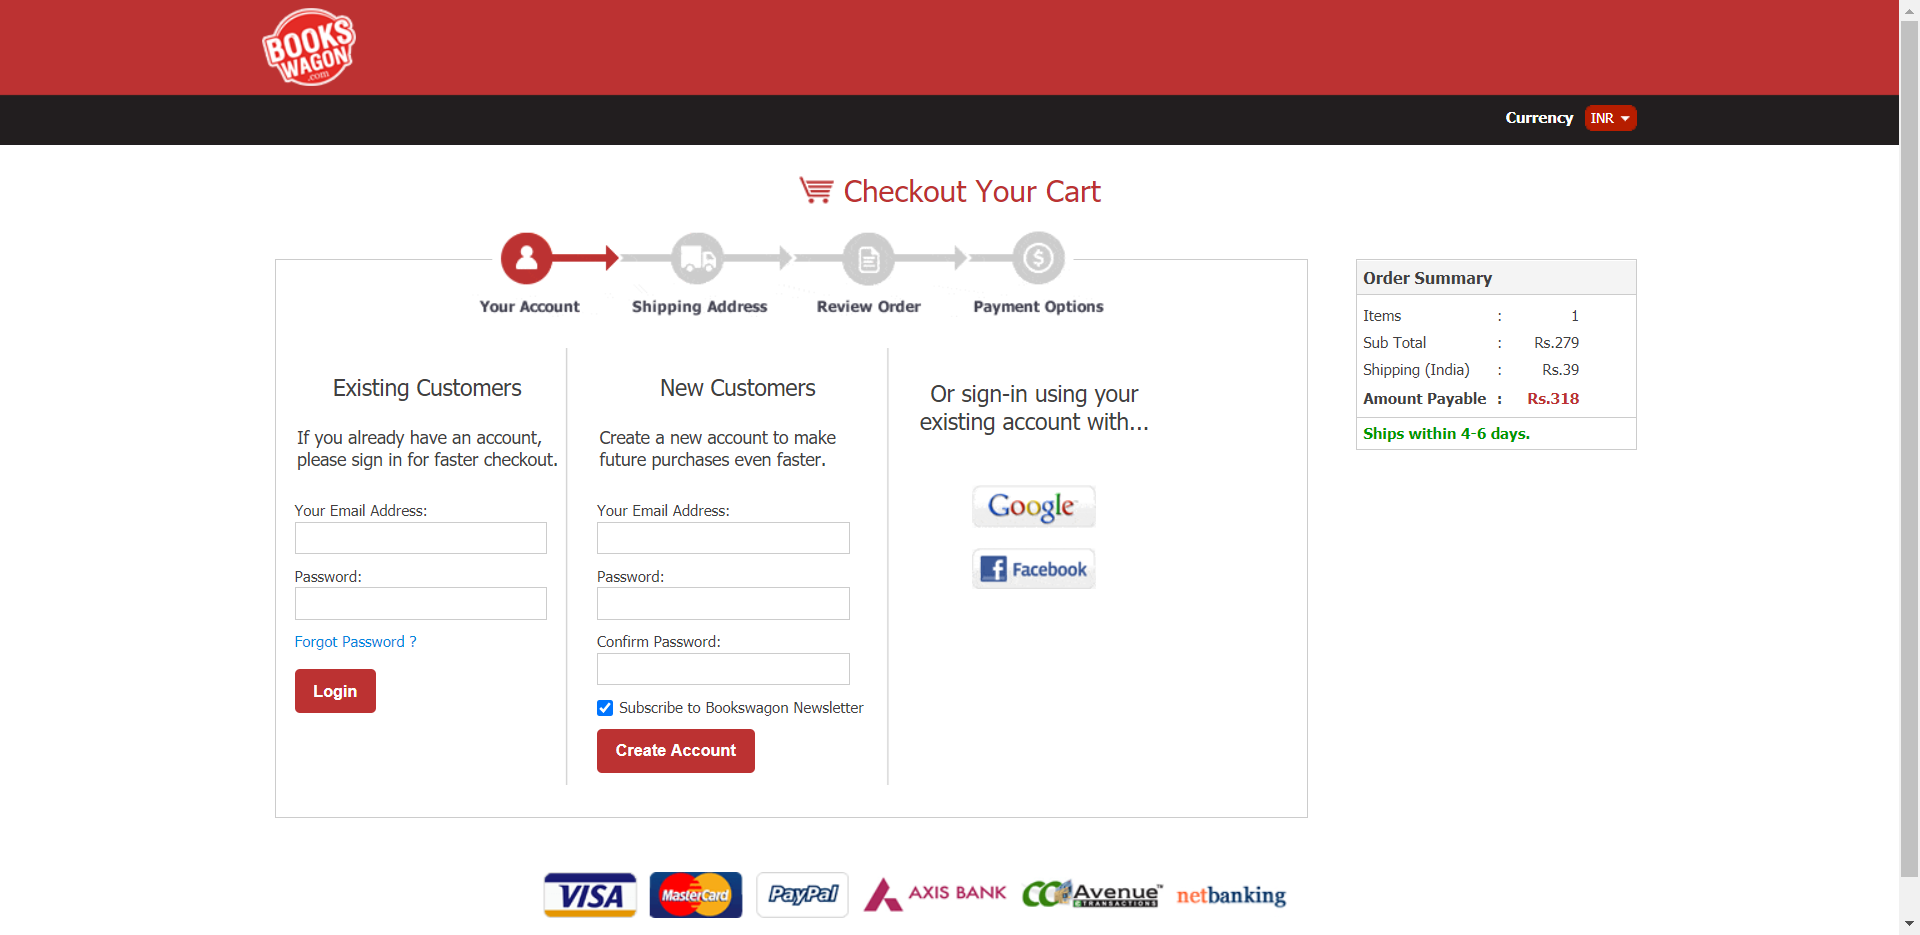 BOOKS
WAGON
.com
Currency INR
Checkout Your Cart
Your Account
Shipping Address
Review Order
Payment Options
Existing Customers
If you already have an account,
please sign in for faster checkout.
Your Email Address:
Password:
Forgot Password ?
Login
New Customers
Create a new account to make
future purchases even faster.
Your Email Address:
Password:
Confirm Password:
Subscribe to Bookswagon Newsletter
Create Account
Or sign-in using your
existing account with...
Google
Facebook
Order Summary
Items : 1
Sub Total : Rs.279
Shipping (India) : Rs.39
Amount Payable : Rs.318
Ships within 4-6 days.
VISA
MasterCard
PayPal
AXIS BANK
CCAvenue™
TRANSACTIONS
netbanking